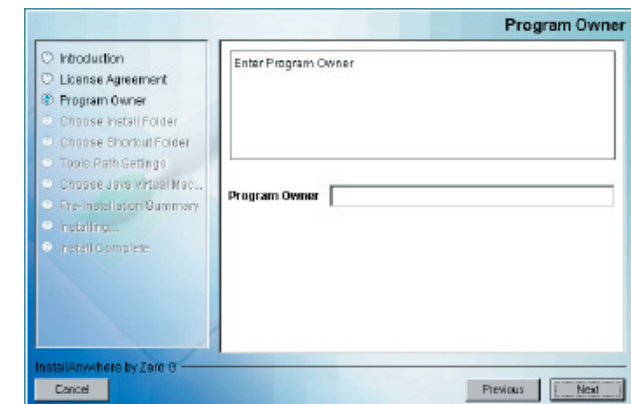 Program Owner
Introduction
License Agreement
Program Owner
Choose Install Folder
Choose Shortcut Folder
Tools Path Settings
Choose Java Virtual Mac...
Pre-Installation Summary
Installing...
Install Complete
Enter Program Owner
Program Owner
InstallAnywhere by Zero G
Cancel
Previous
Next